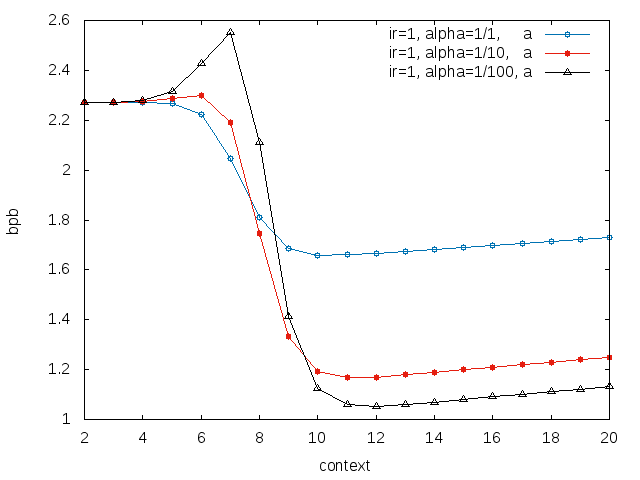 2.6
2.4
2.2
2
1.8
1.6
1.4
1.2
1
bpb
ir=1, alpha=1/1, a
ir=1, alpha=1/10, a
ir=1, alpha=1/100, a
2 4 6 8 10 12 14 16 18 20
context